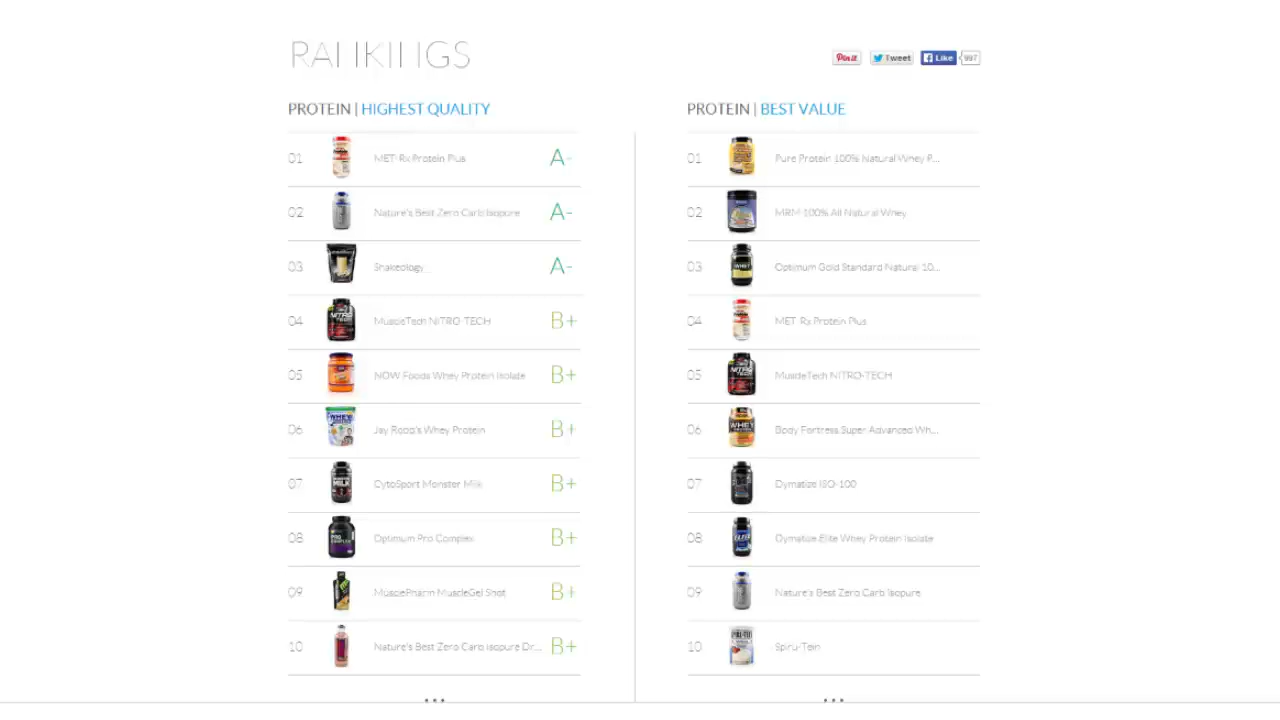 RANKINGS
Pin it
Tweet
Like
997
PROTEIN | HIGHEST QUALITY
01 MET-Rx Protein Plus A-
02 Nature's Best Zero Carb Isopure A-
03 Shakeology A-
04 MuscleTech NITRO-TECH B+
05 NOW Foods Whey Protein Isolate B+
06 Jay Robb's Whey Protein B+
07 CytoSport Monster Milk B+
08 Optimum Pro Complex B+
09 MusclePharm MuscleGel Shot B+
10 Nature's Best Zero Carb Isopure Dr... B+
PROTEIN | BEST VALUE
01 Pure Protein 100% Natural Whey P...
02 MRM 100% All Natural Whey
03 Optimum Gold Standard Natural 10...
04 MET-Rx Protein Plus
05 MuscleTech NITRO-TECH
06 Body Fortress Super Advanced Wh...
07 Dymatize ISO-100
08 Dymatize Elite Whey Protein Isolate
09 Nature's Best Zero Carb Isopure
10 Spiru-Tein